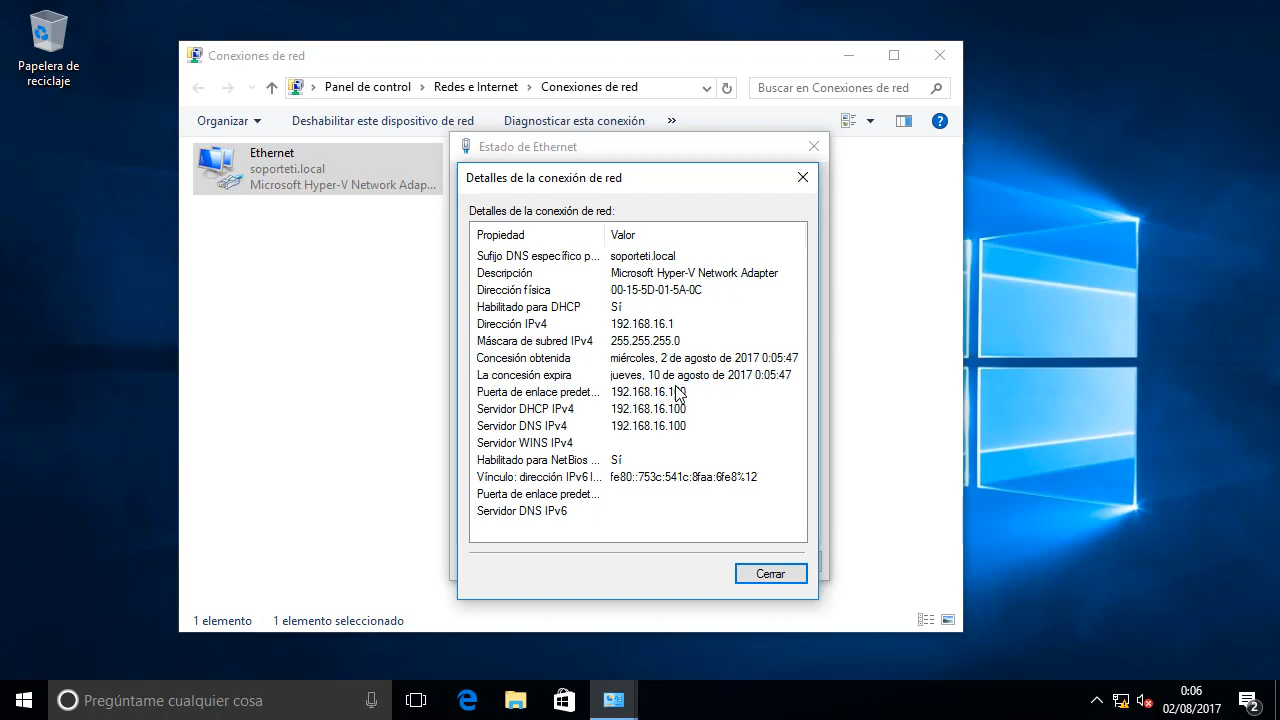 Papelera de
reciclaje
Conexiones de red
Panel de control
Redes e Internet
Conexiones de red
Buscar en Conexiones de red
Organizar
Deshabilitar este dispositivo de red
Diagnosticar esta conexión
»
Ethernet
soporteti.local
Microsoft Hyper-V Network Adap...
Estado de Ethernet
Detalles de la conexión de red
Detalles de la conexión de red:
Propiedad Valor
Sufijo DNS específico p... soporteti.local
Descripción Microsoft Hyper-V Network Adapter
Dirección física 00-15-5D-01-5A-0C
Habilitado para DHCP Sí
Dirección IPv4 192.168.16.1
Máscara de subred IPv4 255.255.255.0
Concesión obtenida miércoles, 2 de agosto de 2017 0:05:47
La concesión expira jueves, 10 de agosto de 2017 0:05:47
Puerta de enlace predet... 192.168.16.100
Servidor DHCP IPv4 192.168.16.100
Servidor DNS IPv4 192.168.16.100
Servidor WINS IPv4
Habilitado para NetBios ... Sí
Vínculo: dirección IPv6 l... fe80::753c:541c:8faa:6fe8%12
Puerta de enlace predet...
Servidor DNS IPv6
Cerrar
1 elemento
1 elemento seleccionado
Pregúntame cualquier cosa
0:06
02/08/2017
2